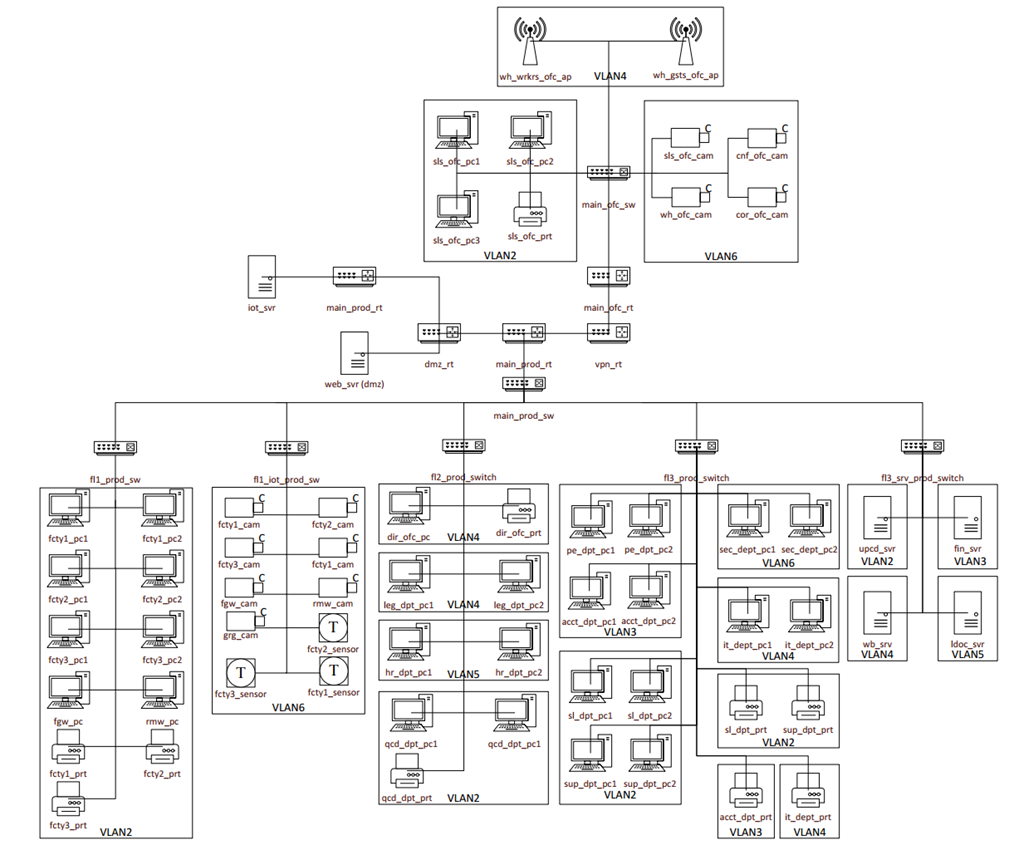 wh_wrkrs_ofc_ap
VLAN4
wh_gsts_ofc_ap
sls_ofc_pc1
sls_ofc_pc2
sls_ofc_pc3
sls_ofc_prt
VLAN2
main_ofc_sw
C
C
sls_ofc_cam
cnf_ofc_cam
C
C
wh_ofc_cam
cor_ofc_cam
VLAN6
iot_svr
main_prod_rt
main_ofc_rt
web_svr (dmz)
dmz_rt
main_prod_rt
vpn_rt
main_prod_sw
fl1_prod_sw
fcty1_pc1
fcty1_pc2
fcty2_pc1
fcty2_pc2
fcty3_pc1
fcty3_pc2
fgw_pc
rmw_pc
fcty1_prt
fcty2_prt
fcty3_prt
VLAN2
fl1_iot_prod_sw
C
C
fcty1_cam
fcty2_cam
C
C
fcty3_cam
fcty1_cam
C
C
fgw_cam
rmw_cam
C
grg_cam
T
fcty2_sensor
T
T
fcty3_sensor
fcty1_sensor
VLAN6
fl2_prod_switch
dir_ofc_pc
dir_ofc_prt
VLAN4
leg_dpt_pc1
leg_dpt_pc2
VLAN4
hr_dpt_pc1
hr_dpt_pc2
VLAN5
qcd_dpt_pc1
qcd_dpt_pc1
qcd_dpt_prt
VLAN2
fl3_prod_switch
pe_dpt_pc1
pe_dpt_pc2
acct_dpt_pc1
acct_dpt_pc2
VLAN3
sl_dpt_pc1
sl_dpt_pc2
sup_dpt_pc1
sup_dpt_pc2
VLAN2
sec_dept_pc1
sec_dept_pc2
VLAN6
it_dept_pc1
it_dept_pc2
VLAN4
sl_dpt_prt
sup_dpt_prt
VLAN2
acct_dpt_prt
VLAN3
it_dept_prt
VLAN4
fl3_srv_prod_switch
upcd_svr
VLAN2
fin_svr
VLAN3
wb_srv
VLAN4
ldoc_svr
VLAN5